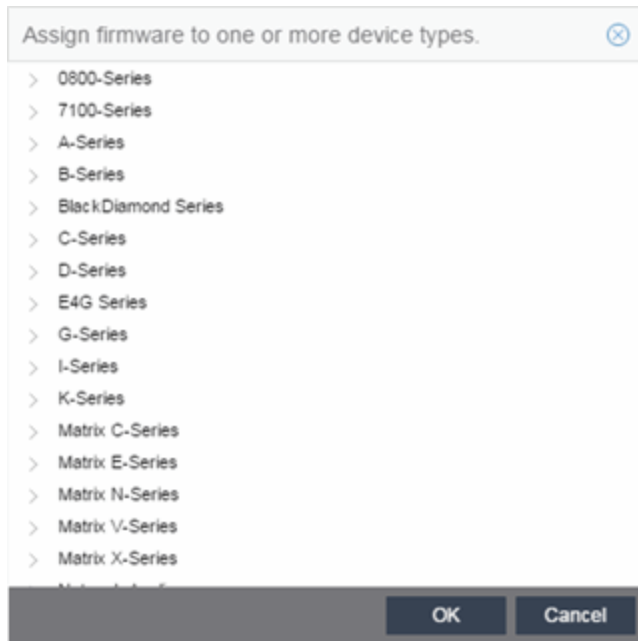 Assign firmware to one or more device types.
0800-Series
7100-Series
A-Series
B-Series
BlackDiamond Series
C-Series
D-Series
E4G Series
G-Series
I-Series
K-Series
Matrix C-Series
Matrix E-Series
Matrix N-Series
Matrix V-Series
Matrix X-Series
OK Cancel